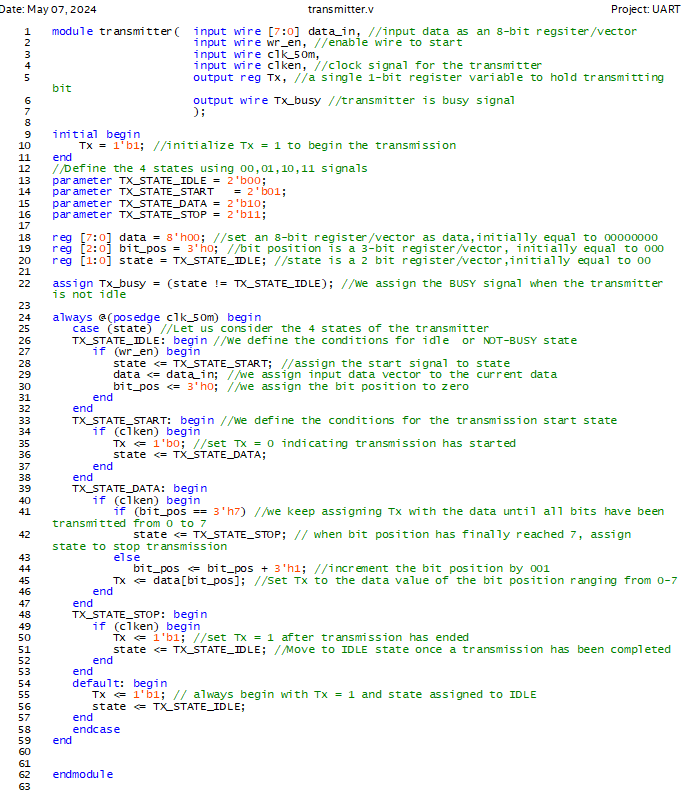 Date: May 07, 2024 transmitter.v Project: UART
1 module transmitter( input wire [7:0] data_in, //input data as an 8-bit regsiter/vector
2 input wire wr_en, //enable wire to start
3 input wire clk_50m,
4 input wire clken, //clock signal for the transmitter
5 output reg Tx, //a single 1-bit register variable to hold transmitting
bit
6 output wire Tx_busy //transmitter is busy signal
7 );
8
9 initial begin
10 Tx = 1'b1; //initialize Tx = 1 to begin the transmission
11 end
12 //Define the 4 states using 00,01,10,11 signals
13 parameter TX_STATE_IDLE = 2'b00;
14 parameter TX_STATE_START = 2'b01;
15 parameter TX_STATE_DATA = 2'b10;
16 parameter TX_STATE_STOP = 2'b11;
17
18 reg [7:0] data = 8'h00; //set an 8-bit register/vector as data,initially equal to 00000000
19 reg [2:0] bit_pos = 3'h0; //bit position is a 3-bit register/vector, initially equal to 000
20 reg [1:0] state = TX_STATE_IDLE; //state is a 2 bit register/vector,initially equal to 00
21
22 assign Tx_busy = (state != TX_STATE_IDLE); //We assign the BUSY signal when the transmitter
is not idle
23
24 always @(posedge clk_50m) begin
25 case (state) //Let us consider the 4 states of the transmitter
26 TX_STATE_IDLE: begin //We define the conditions for idle or NOT-BUSY state
27 if (wr_en) begin
28 state <= TX_STATE_START; //assign the start signal to state
29 data <= data_in; //we assign input data vector to the current data
30 bit_pos <= 3'h0; //we assign the bit position to zero
31 end
32 end
33 TX_STATE_START: begin //We define the conditions for the transmission start state
34 if (clken) begin
35 Tx <= 1'b0; //set Tx = 0 indicating transmission has started
36 state <= TX_STATE_DATA;
37 end
38 end
39 TX_STATE_DATA: begin
40 if (clken) begin
41 if (bit_pos == 3'h7) //we keep assigning Tx with the data until all bits have been
transmitted from 0 to 7
42 state <= TX_STATE_STOP; // when bit position has finally reached 7, assign
state to stop transmission
43 else
44 bit_pos <= bit_pos + 3'h1; //increment the bit position by 001
45 Tx <= data[bit_pos]; //Set Tx to the data value of the bit position ranging from 0-7
46 end
47 end
48 TX_STATE_STOP: begin
49 if (clken) begin
50 Tx <= 1'b1; //set Tx = 1 after transmission has ended
51 state <= TX_STATE_IDLE; //Move to IDLE state once a transmission has been completed
52 end
53 end
54 default: begin
55 Tx <= 1'b1; // always begin with Tx = 1 and state assigned to IDLE
56 state <= TX_STATE_IDLE;
57 end
58 endcase
59 end
60
61
62 endmodule
63